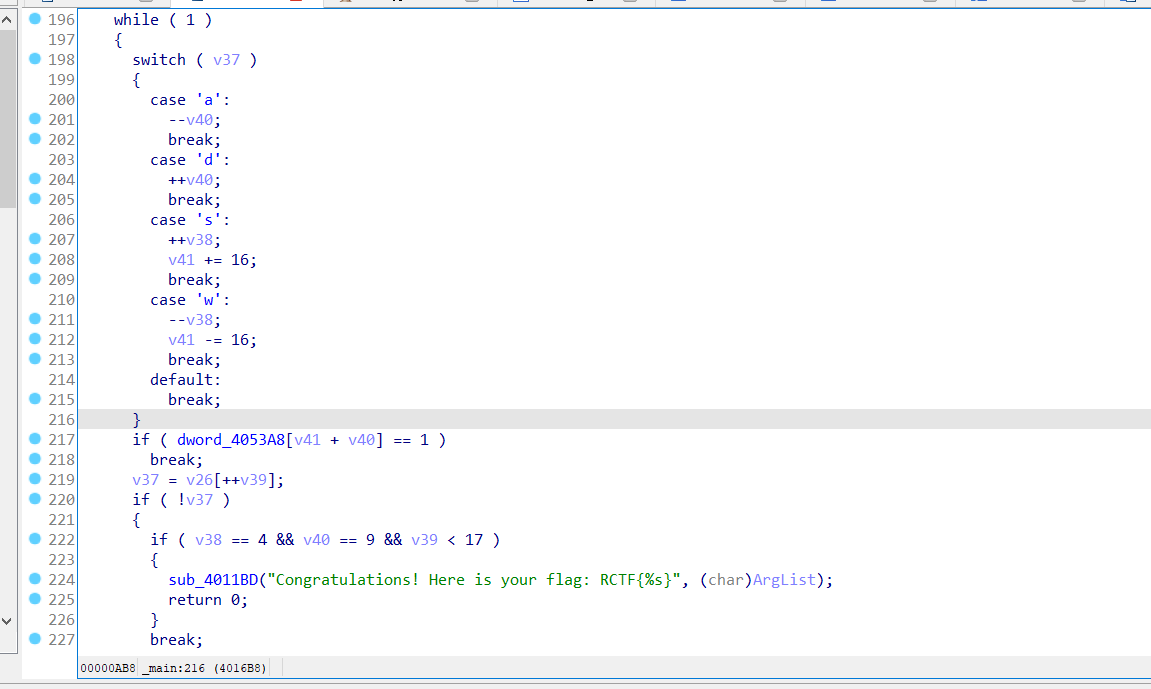 196 while ( 1 )
197 {
198 switch ( v37 )
199 {
200 case 'a':
201 --v40;
202 break;
203 case 'd':
204 ++v40;
205 break;
206 case 's':
207 ++v38;
208 v41 += 16;
209 break;
210 case 'w':
211 --v38;
212 v41 -= 16;
213 break;
214 default:
215 break;
216 }
217 if ( dword_4053A8[v41 + v40] == 1 )
218 break;
219 v37 = v26[++v39];
220 if ( !v37 )
221 {
222 if ( v38 == 4 && v40 == 9 && v39 < 17 )
223 {
224 sub_4011BD("Congratulations! Here is your flag: RCTF{%s}", (char)ArgList);
225 return 0;
226 }
227 break;
00000AB8 _main:216 (4016B8)